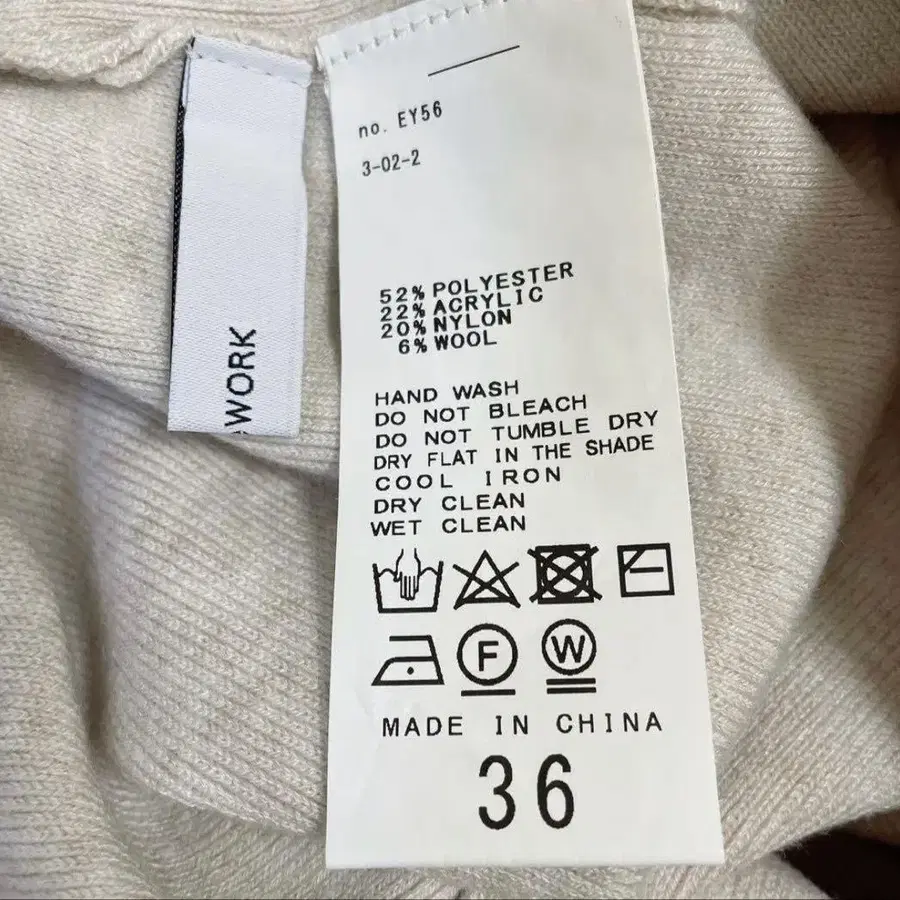 WORK
no. EY56
3-02-2
52% POLYESTER
22% ACRYLIC
20% NYLON
6% WOOL
HAND WASH
DO NOT BLEACH
DO NOT TUMBLE DRY
DRY FLAT IN THE SHADE
COOL IRON
DRY CLEAN
WET CLEAN
F W
MADE IN CHINA
36